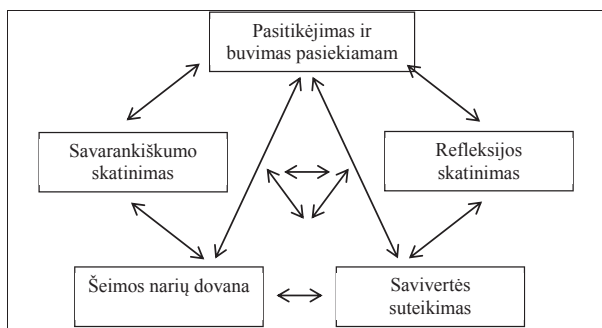 Pasitikėjimas ir
buvimas pasiekiamam
Savarankiškumo
skatinimas
Refleksijos
skatinimas
Šeimos narių dovana
Savivertės
suteikimas